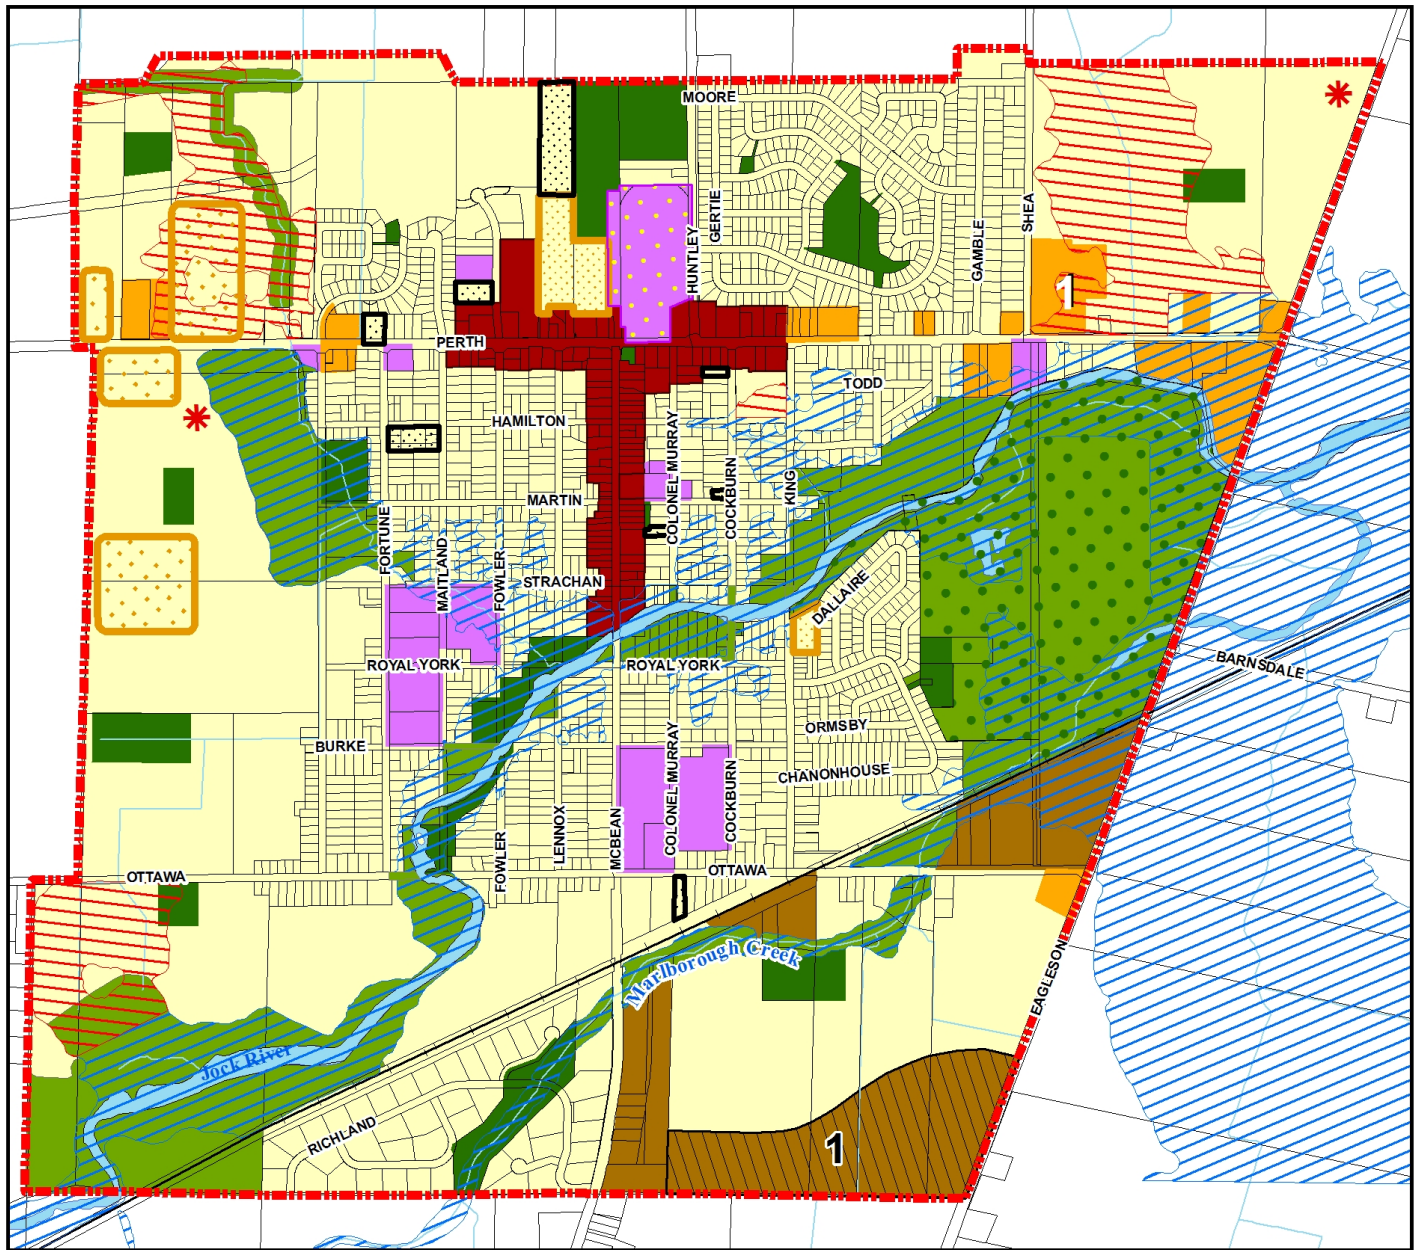 MOORE
GERTIE
SHEA
HUNTLEY
GAMBLE
1
PERTH
TODD
HAMILTON
COLONEL MURRAY
COCKBURN
KING
MARTIN
FORTUNE
MAITLAND
FOWLER
STRACHAN
DALLAIRE
ROYAL YORK
ROYAL YORK
BARNSDALE
ORMSBY
BURKE
COLONEL MURRAY
COCKBURN
CHANONHOUSE
LENNOX
MCBEAN
FOWLER
OTTAWA
OTTAWA
Marlborough Creek
EAGLESON
Jock River
RICHLAND
1